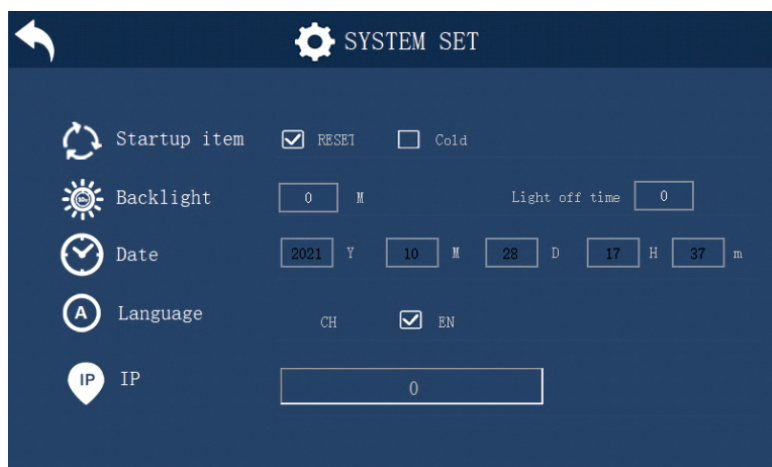 SYSTEM SET
Startup item RESET Cold
Backlight 0 M Light off time 0
Date 2021 Y 10 M 28 D 17 H 37 m
A Language CH EN
IP IP 0